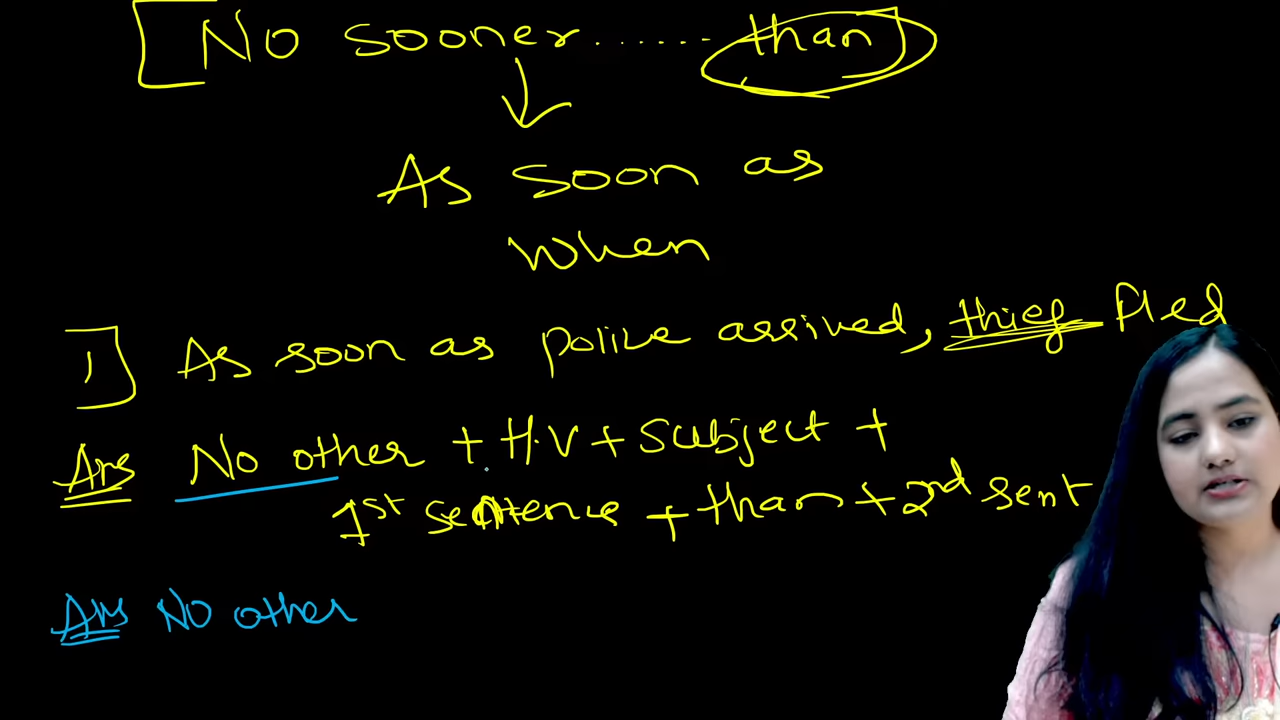 [No sooner...... than]
As soon as
When
1] As soon as police arrived, thief fled
Ans No other + H.V + subject +
1st sentence + than + 2nd sent
Ans No other